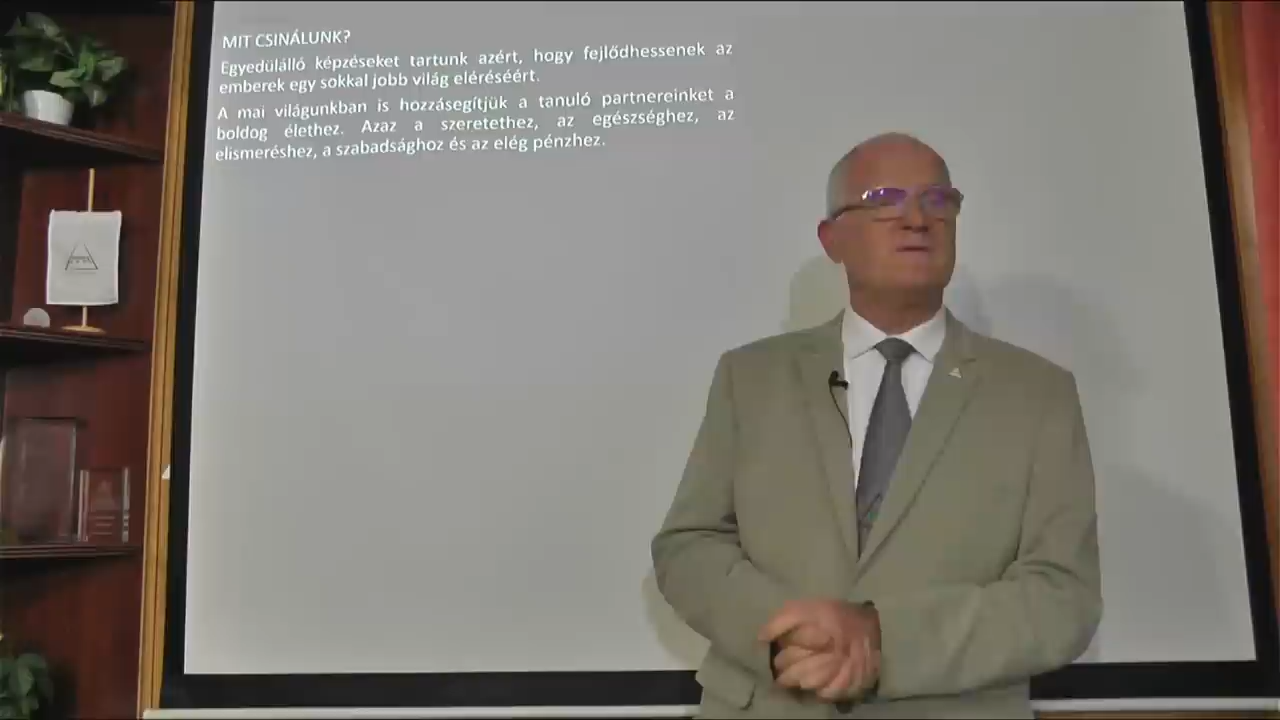 MIT CSINÁLUNK?
Egyedülálló képzéseket tartunk azért, hogy fejlődhessenek az
emberek egy sokkal jobb világ eléréséért.
A mai világunkban is hozzásegítjük a tanuló partnereinket a
boldog élethez. Azaz a szeretethez, az egészséghez, az
elismeréshez, a szabadsághoz és az elég pénzhez.